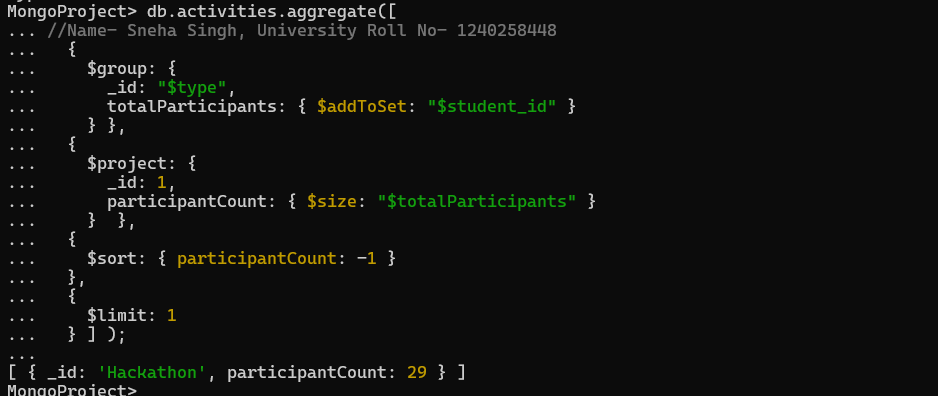 MongoProject> db.activities.aggregate([
... //Name- Sneha Singh, University Roll No- 1240258448
...   {
...     $group: {
...       _id: "$type",
...       totalParticipants: { $addToSet: "$student_id" }
...     } },
...   {
...     $project: {
...       _id: 1,
...       participantCount: { $size: "$totalParticipants" }
...     }  },
...   {
...     $sort: { participantCount: -1 }
...   },
...   {
...     $limit: 1
...   } ] );
...
[ { _id: 'Hackathon', participantCount: 29 } ]
MongoProject>